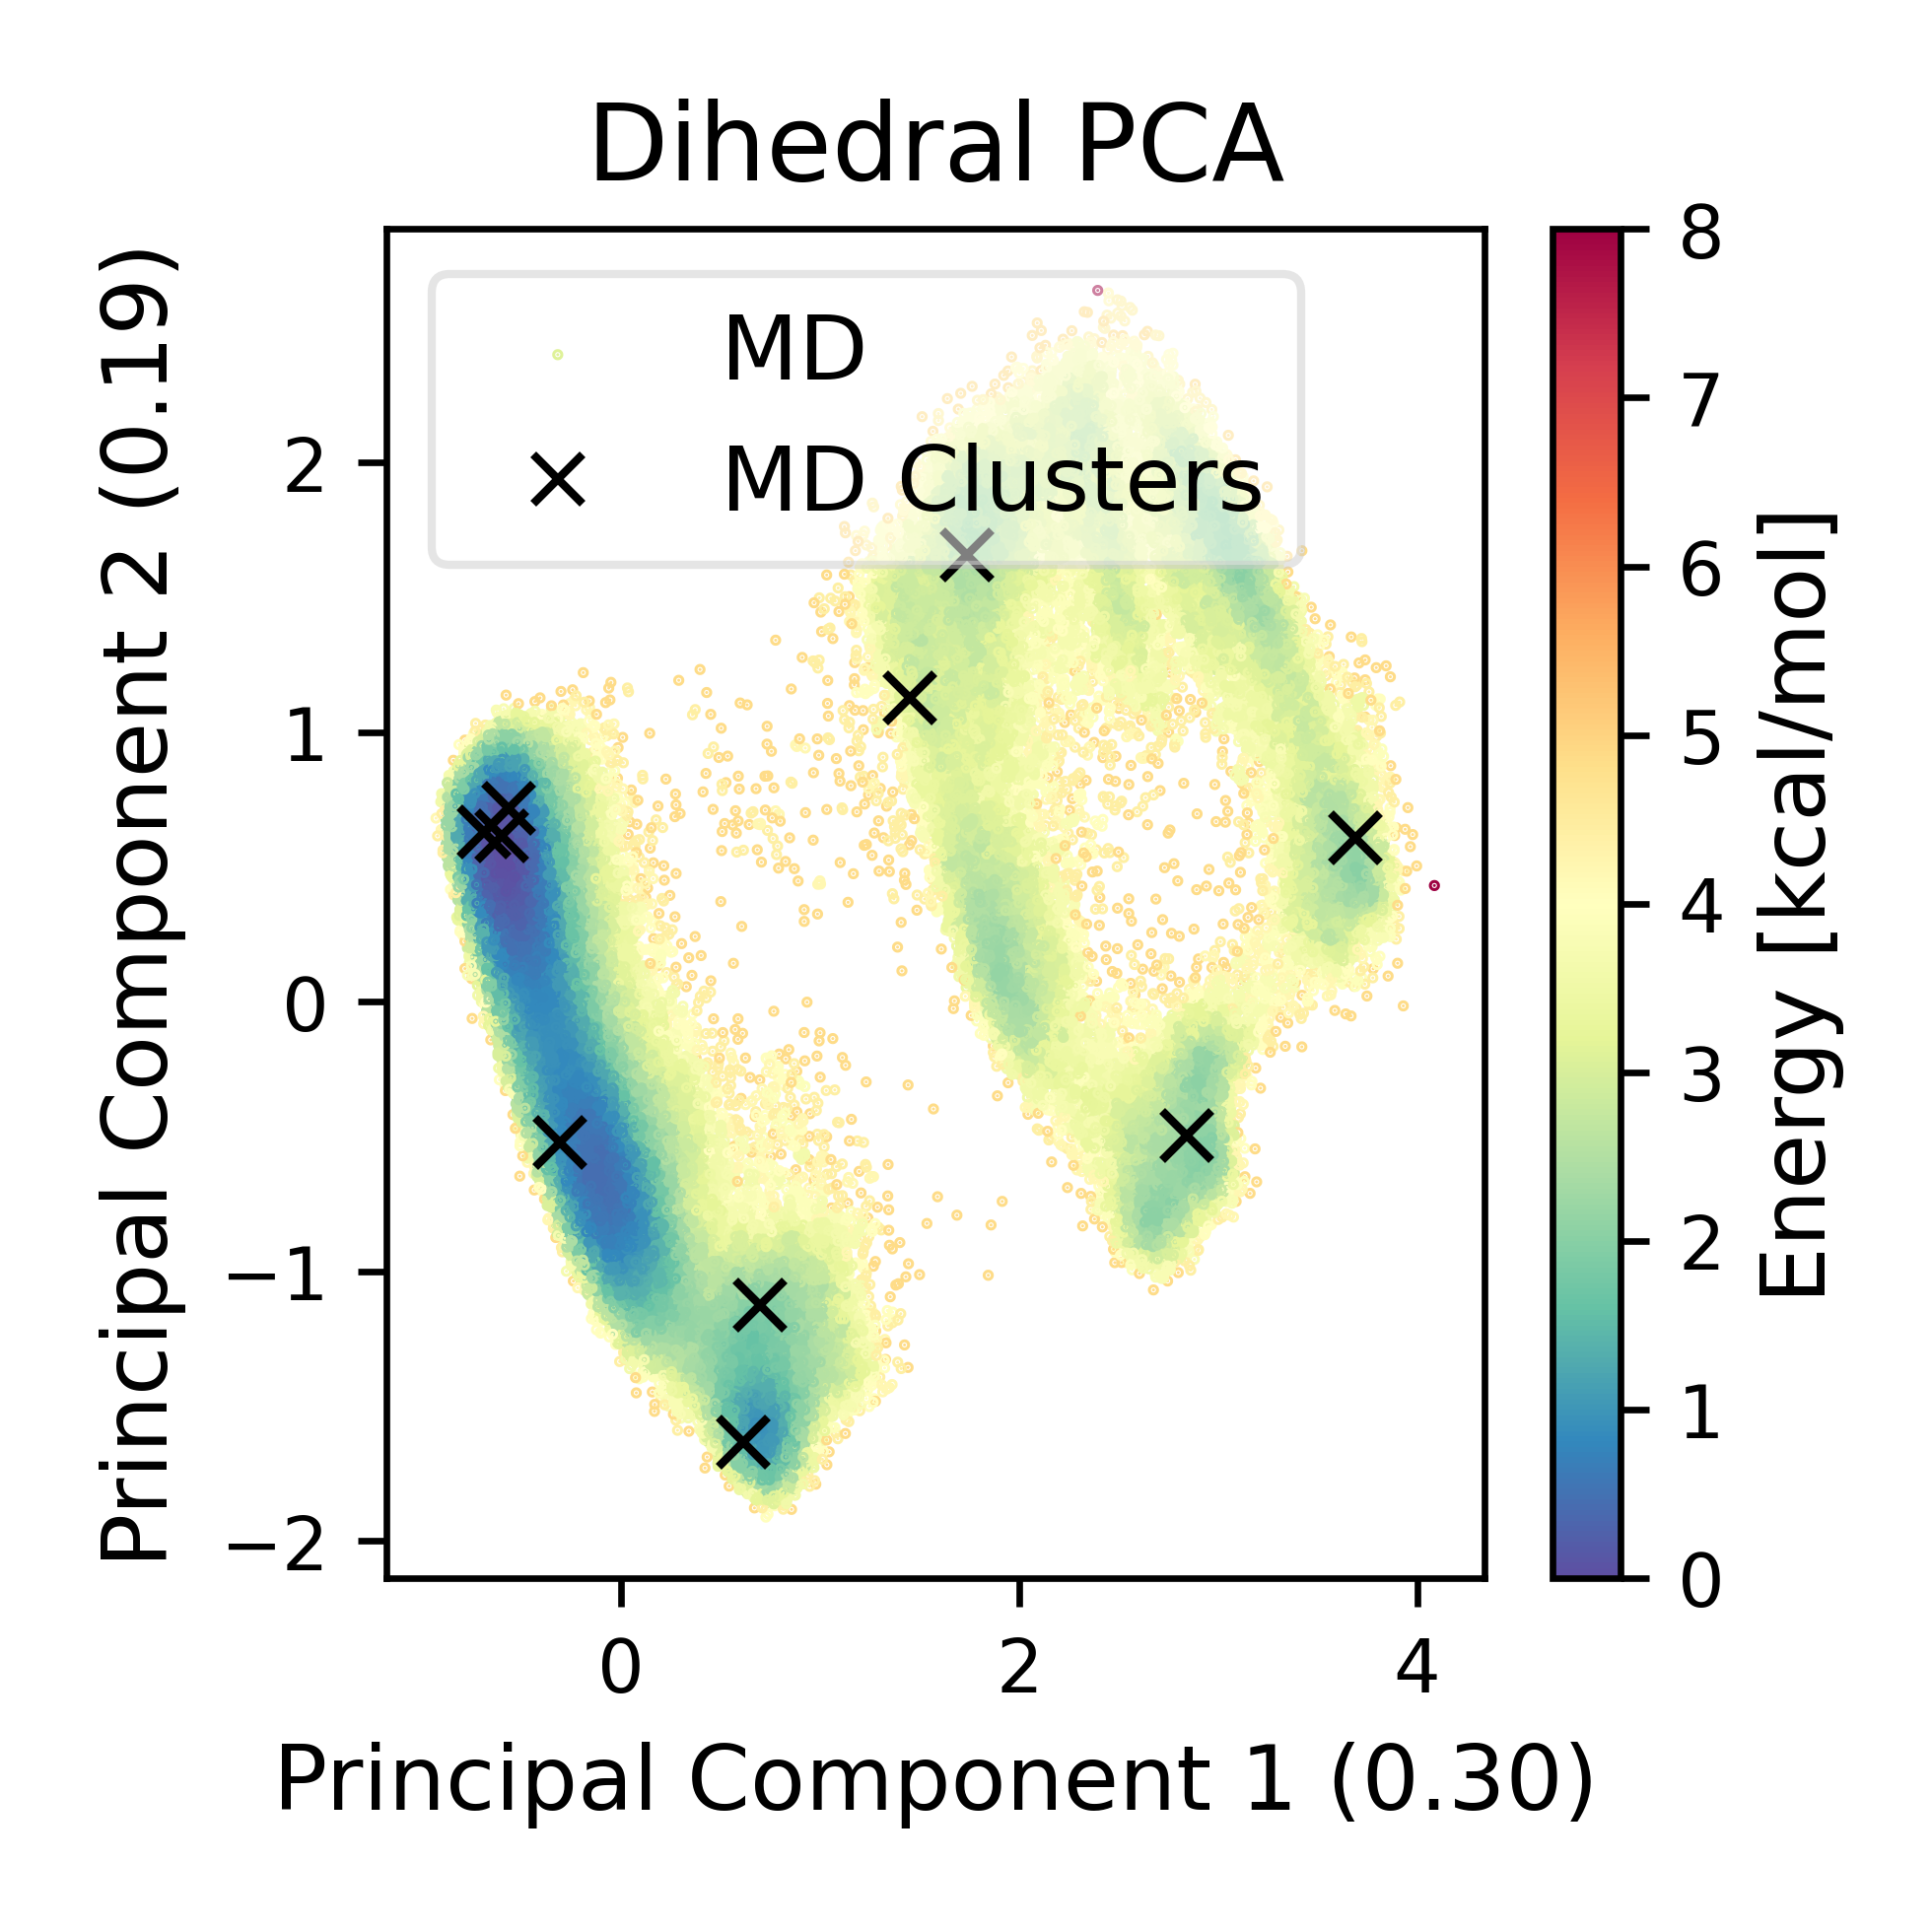 Dihedral PCA
MD
MD Clusters
Principal Component 2 (0.19)
2
1
0
−1
−2
0
2
4
Principal Component 1 (0.30)
8
7
6
5
4
3
2
1
0
Energy [kcal/mol]